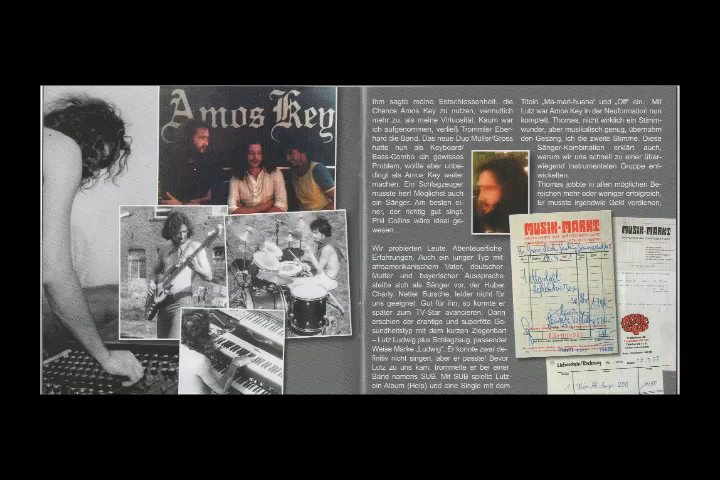 Amos Key
Ihm sagte meine Entschlossenheit, die
Chance Amos Key zu nutzen, vermutlich
mehr zu, als meine Virtuosität. Kaum war
ich aufgenommen, verließ Trommler Eber-
hard die Band. Das neue Duo Müller/Gross
hatte nun als Keyboard/
Bass-Combo ein gewisses
Problem, wollte aber unbe-
dingt als Amos Key weiter
machen. Ein Schlagzeuger
musste her! Möglichst auch
ein Sänger. Am besten ei-
ner, der richtig gut singt.
Phil Collins wäre ideal ge-
wesen...
Wir probierten Leute. Abenteuerliche
Erfahrungen. Auch ein junger Typ mit
afroamerikanischem Vater, deutscher
Mutter und bayerischer Aussprache
stellte sich als Sänger vor, der Huber
Charly. Netter Bursche, leider nicht für
uns geeignet. Gut für ihn, so konnte er
später zum TV-Star avancieren. Dann
erschien der drahtige und superfitte Ge-
sundheitstyp mit dem kurzen Ziegenbart
– Lutz Ludwig plus Schlagzeug, passender
Weise Marke „Ludwig“. Er konnte zwar de-
finitiv nicht singen, aber er passte! Bevor
Lutz zu uns kam, trommelte er bei einer
Band namens SUB. Mit SUB spielte Lutz
ein Album (Help) und eine Single mit dem
Titeln „Ma-mari-huana“ und „Off“ ein. Mit
Lutz war Amos Key in der Neuformation nun
komplett. Thomas, nicht wirklich ein Stimm-
wunder, aber musikalisch genug, übernahm
den Gesang, ich die zweite Stimme. Diese
Sänger-Kombination erklärt auch,
warum wir uns schnell zu einer über-
wiegend instrumentalen Gruppe ent-
wickelten.
Thomas jobbte in allen möglichen Be-
reichen mehr oder weniger erfolgreich.
Er musste irgendwie Geld verdienen,
MUSIK-MARKT
MUSIK-MARKT
Lieferschein/Rechnung